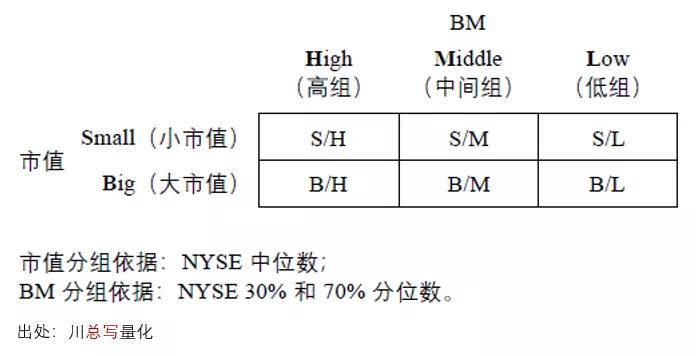 BM
High Middle Low
（高组） （中间组） （低组）
Small（小市值） S/H S/M S/L
市值
Big（大市值） B/H B/M B/L
市值分组依据：NYSE 中位数；
BM 分组依据：NYSE 30% 和 70% 分位数。
出处：川总写量化